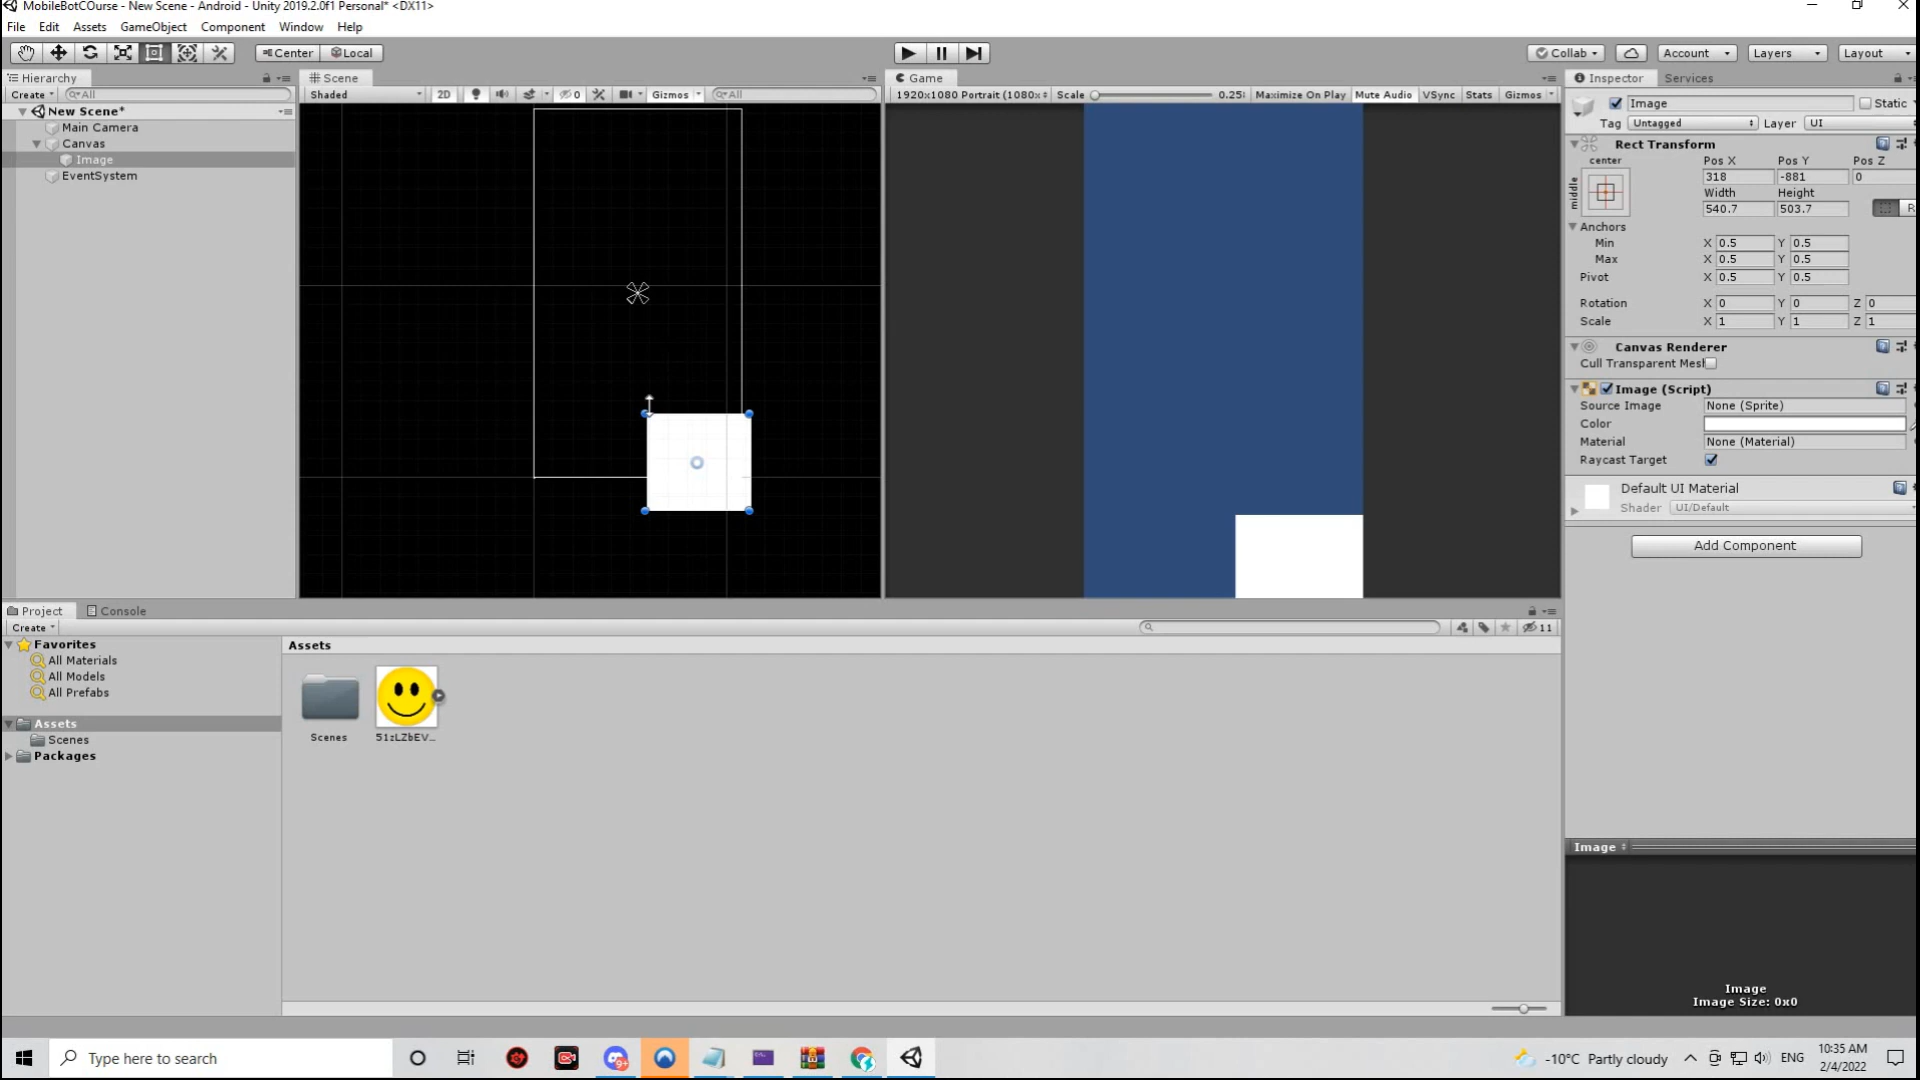 MobileBotCOurse - New Scene - Android - Unity 2019.2.0f1 Personal* <DX11>
File Edit Assets GameObject Component Window Help
Center Local Collab Account Layers Layout
Hierarchy
Create All
New Scene*
Main Camera
Canvas
Image
EventSystem
Scene
Shaded 2D 0 Gizmos All
Game
1920x1080 Portrait (1080x Scale 0.25 Maximize On Play Mute Audio VSync Stats Gizmos
Inspector Services
Image Static
Tag Untagged Layer UI
Rect Transform
center Pos X Pos Y Pos Z
middle 318 -881 0
Width Height
540.7 503.7 R
Anchors
Min X 0.5 Y 0.5
Max X 0.5 Y 0.5
Pivot X 0.5 Y 0.5
Rotation X 0 Y 0 Z 0
Scale X 1 Y 1 Z 1
Canvas Renderer
Cull Transparent Mesl
Image (Script)
Source Image None (Sprite)
Color
Material None (Material)
Raycast Target
Default UI Material
Shader UI/Default
Add Component
Image
Image
Image Size: 0x0
Project Console
Create 11
Favorites
All Materials
All Models
All Prefabs
Assets
Scenes
Packages
Assets
Scenes 51zLZbEV...
Type here to search 9+ -10°C Partly cloudy ENG
10:35 AM
2/4/2022